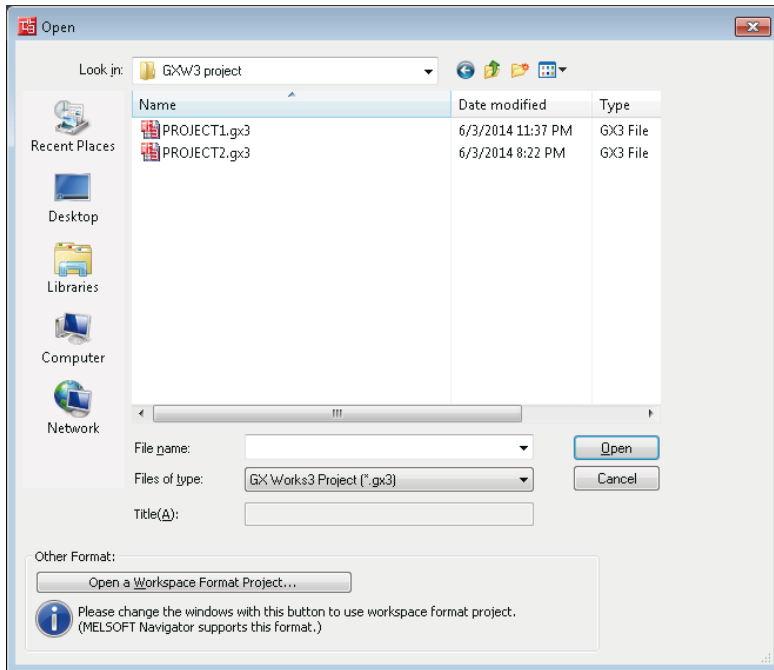 Open
Look in: GXW3 project
Name Date modified Type
PROJECT1.gx3 6/3/2014 11:37 PM GX3 File
PROJECT2.gx3 6/3/2014 8:22 PM GX3 File
Recent Places
Desktop
Libraries
Computer
Network
File name: Open
Files of type: GX Works3 Project (*.gx3) Cancel
Title(A):
Other Format:
Open a Workspace Format Project...
Please change the windows with this button to use workspace format project.
(MELSOFT Navigator supports this format.)